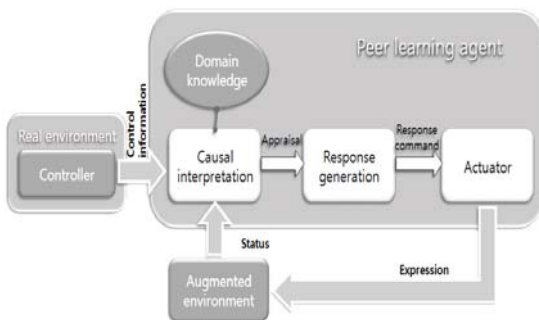 Peer learning agent
Domain
knowledge
Real environment
Controller
Control
information
Causal
interpretation
Appraisal
Response
generation
Response
command
Actuator
Status
Expression
Augmented
environment